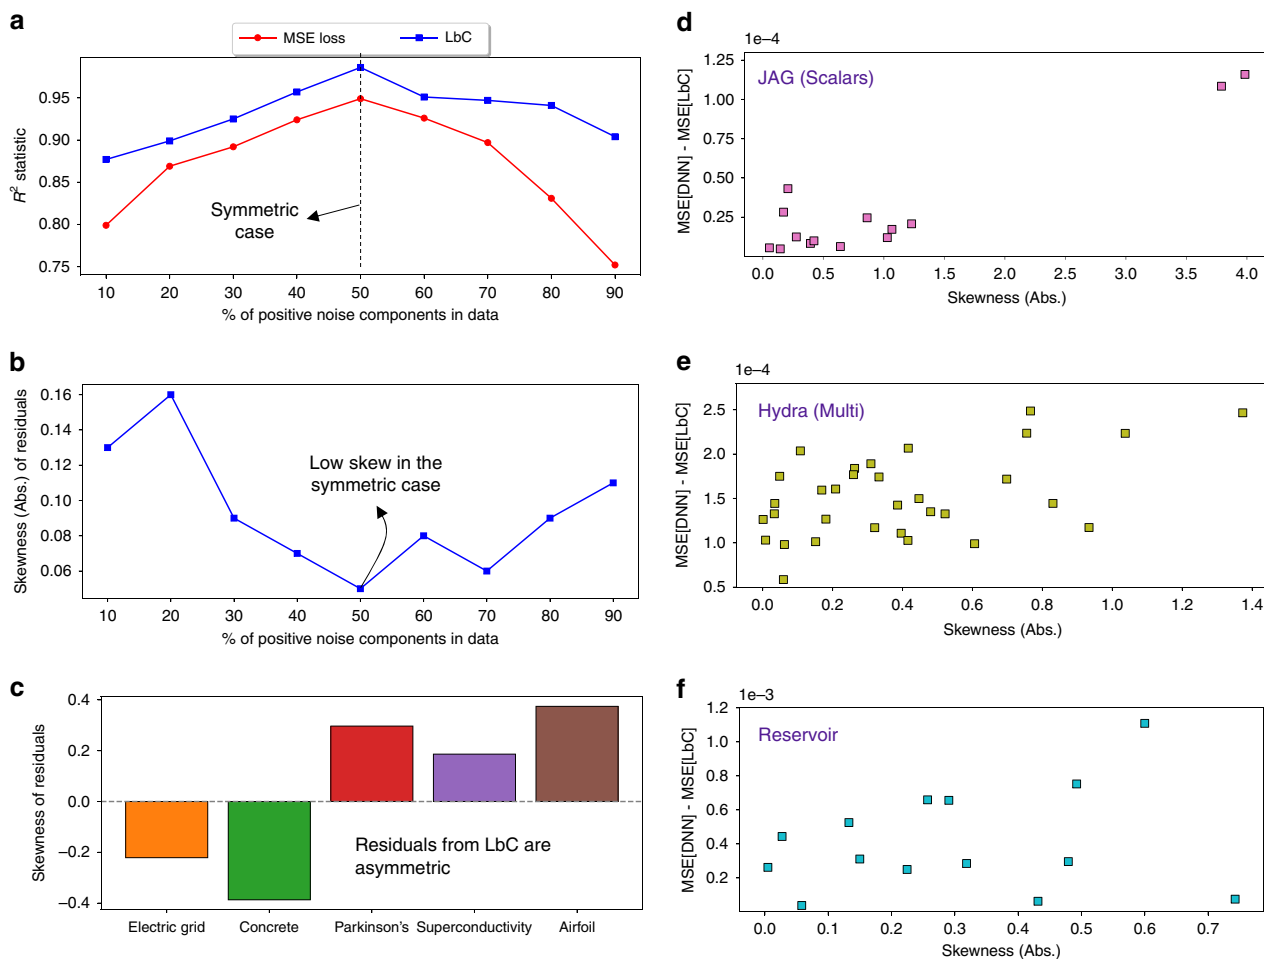 a
MSE loss
LbC
0.95
0.90
0.85
0.80
0.75
R² statistic
Symmetric
case
10 20 30 40 50 60 70 80 90
% of positive noise components in data
b
0.16
0.14
0.12
0.10
0.08
0.06
Skewness (Abs.) of residuals
Low skew in the
symmetric case
10 20 30 40 50 60 70 80 90
% of positive noise components in data
c
0.4
0.2
0.0
–0.2
–0.4
Skewness of residuals
Residuals from LbC are
asymmetric
Electric grid Concrete Parkinson's Superconductivity Airfoil
d
1e–4
JAG (Scalars)
1.25
1.00
0.75
0.50
0.25
MSE[DNN] - MSE[LbC]
0.0 0.5 1.0 1.5 2.0 2.5 3.0 3.5 4.0
Skewness (Abs.)
e
1e–4
Hydra (Multi)
2.5
2.0
1.5
1.0
0.5
MSE[DNN] - MSE[LbC]
0.0 0.2 0.4 0.6 0.8 1.0 1.2 1.4
Skewness (Abs.)
f
1e–3
Reservoir
1.2
1.0
0.8
0.6
0.4
0.2
MSE[DNN] - MSE[LbC]
0.0 0.1 0.2 0.3 0.4 0.5 0.6 0.7
Skewness (Abs.)